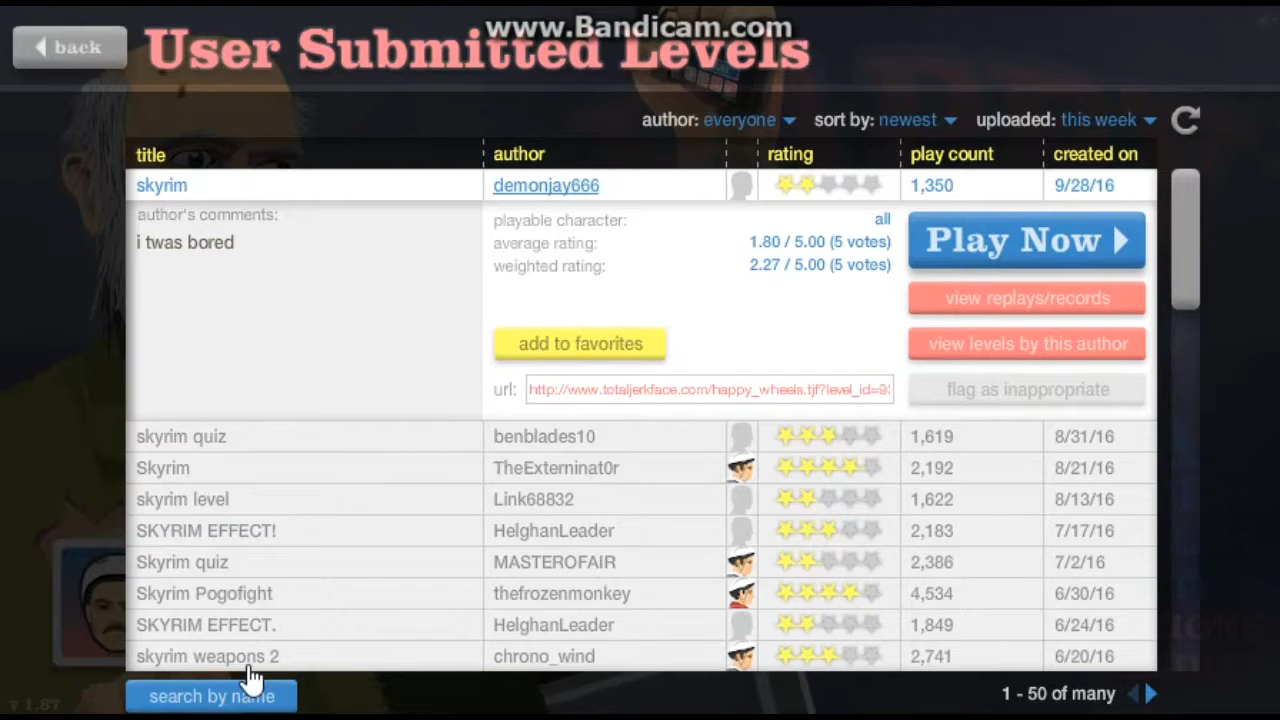 www.Bandicam.com
back
User Submitted Levels
author: everyone sort by: newest uploaded: this week
title author rating play count created on
skyrim demonjay666 1,350 9/28/16
author's comments:
i twas bored
playable character: all
average rating: 1.80 / 5.00 (5 votes)
weighted rating: 2.27 / 5.00 (5 votes)
Play Now
view replays/records
add to favorites
view levels by this author
url: http://www.totaljerkface.com/happy_wheels.tjf?level_id=9
flag as inappropriate
skyrim quiz benblades10 1,619 8/31/16
Skyrim TheExterninat0r 2,192 8/21/16
skyrim level Link68832 1,622 8/13/16
SKYRIM EFFECT! HelghanLeader 2,183 7/17/16
Skyrim quiz MASTEROFAIR 2,386 7/2/16
Skyrim Pogofight thefrozenmonkey 4,534 6/30/16
SKYRIM EFFECT. HelghanLeader 1,849 6/24/16
skyrim weapons 2 chrono_wind 2,741 6/20/16
search by name
1 - 50 of many
v 1.87